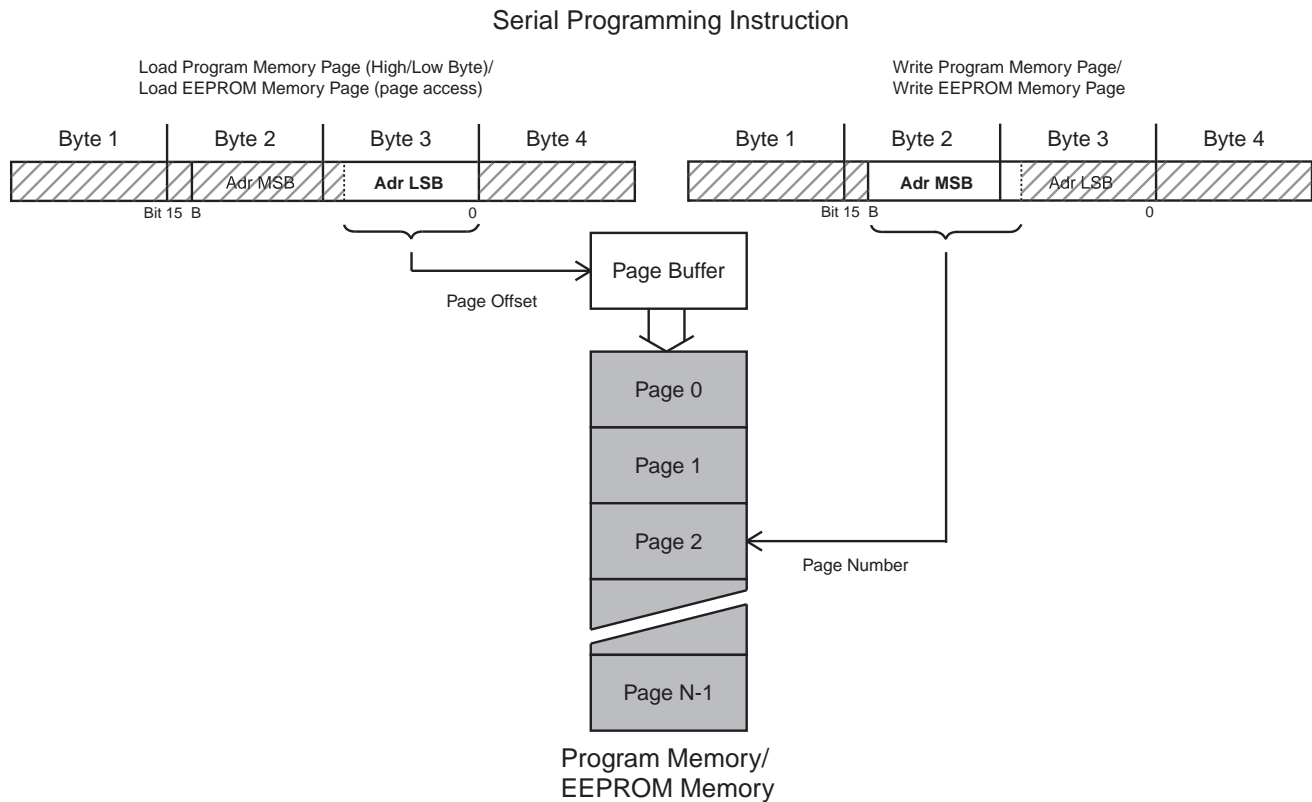 Serial Programming Instruction
Load Program Memory Page (High/Low Byte)/
Load EEPROM Memory Page (page access)
Write Program Memory Page/
Write EEPROM Memory Page
Byte 1 Byte 2 Byte 3 Byte 4
Byte 1 Byte 2 Byte 3 Byte 4
Adr MSB Adr LSB
Adr MSB Adr LSB
Bit 15 B 0
Bit 15 B 0
Page Buffer
Page Offset
Page 0
Page 1
Page 2
Page Number
Page N-1
Program Memory/
EEPROM Memory